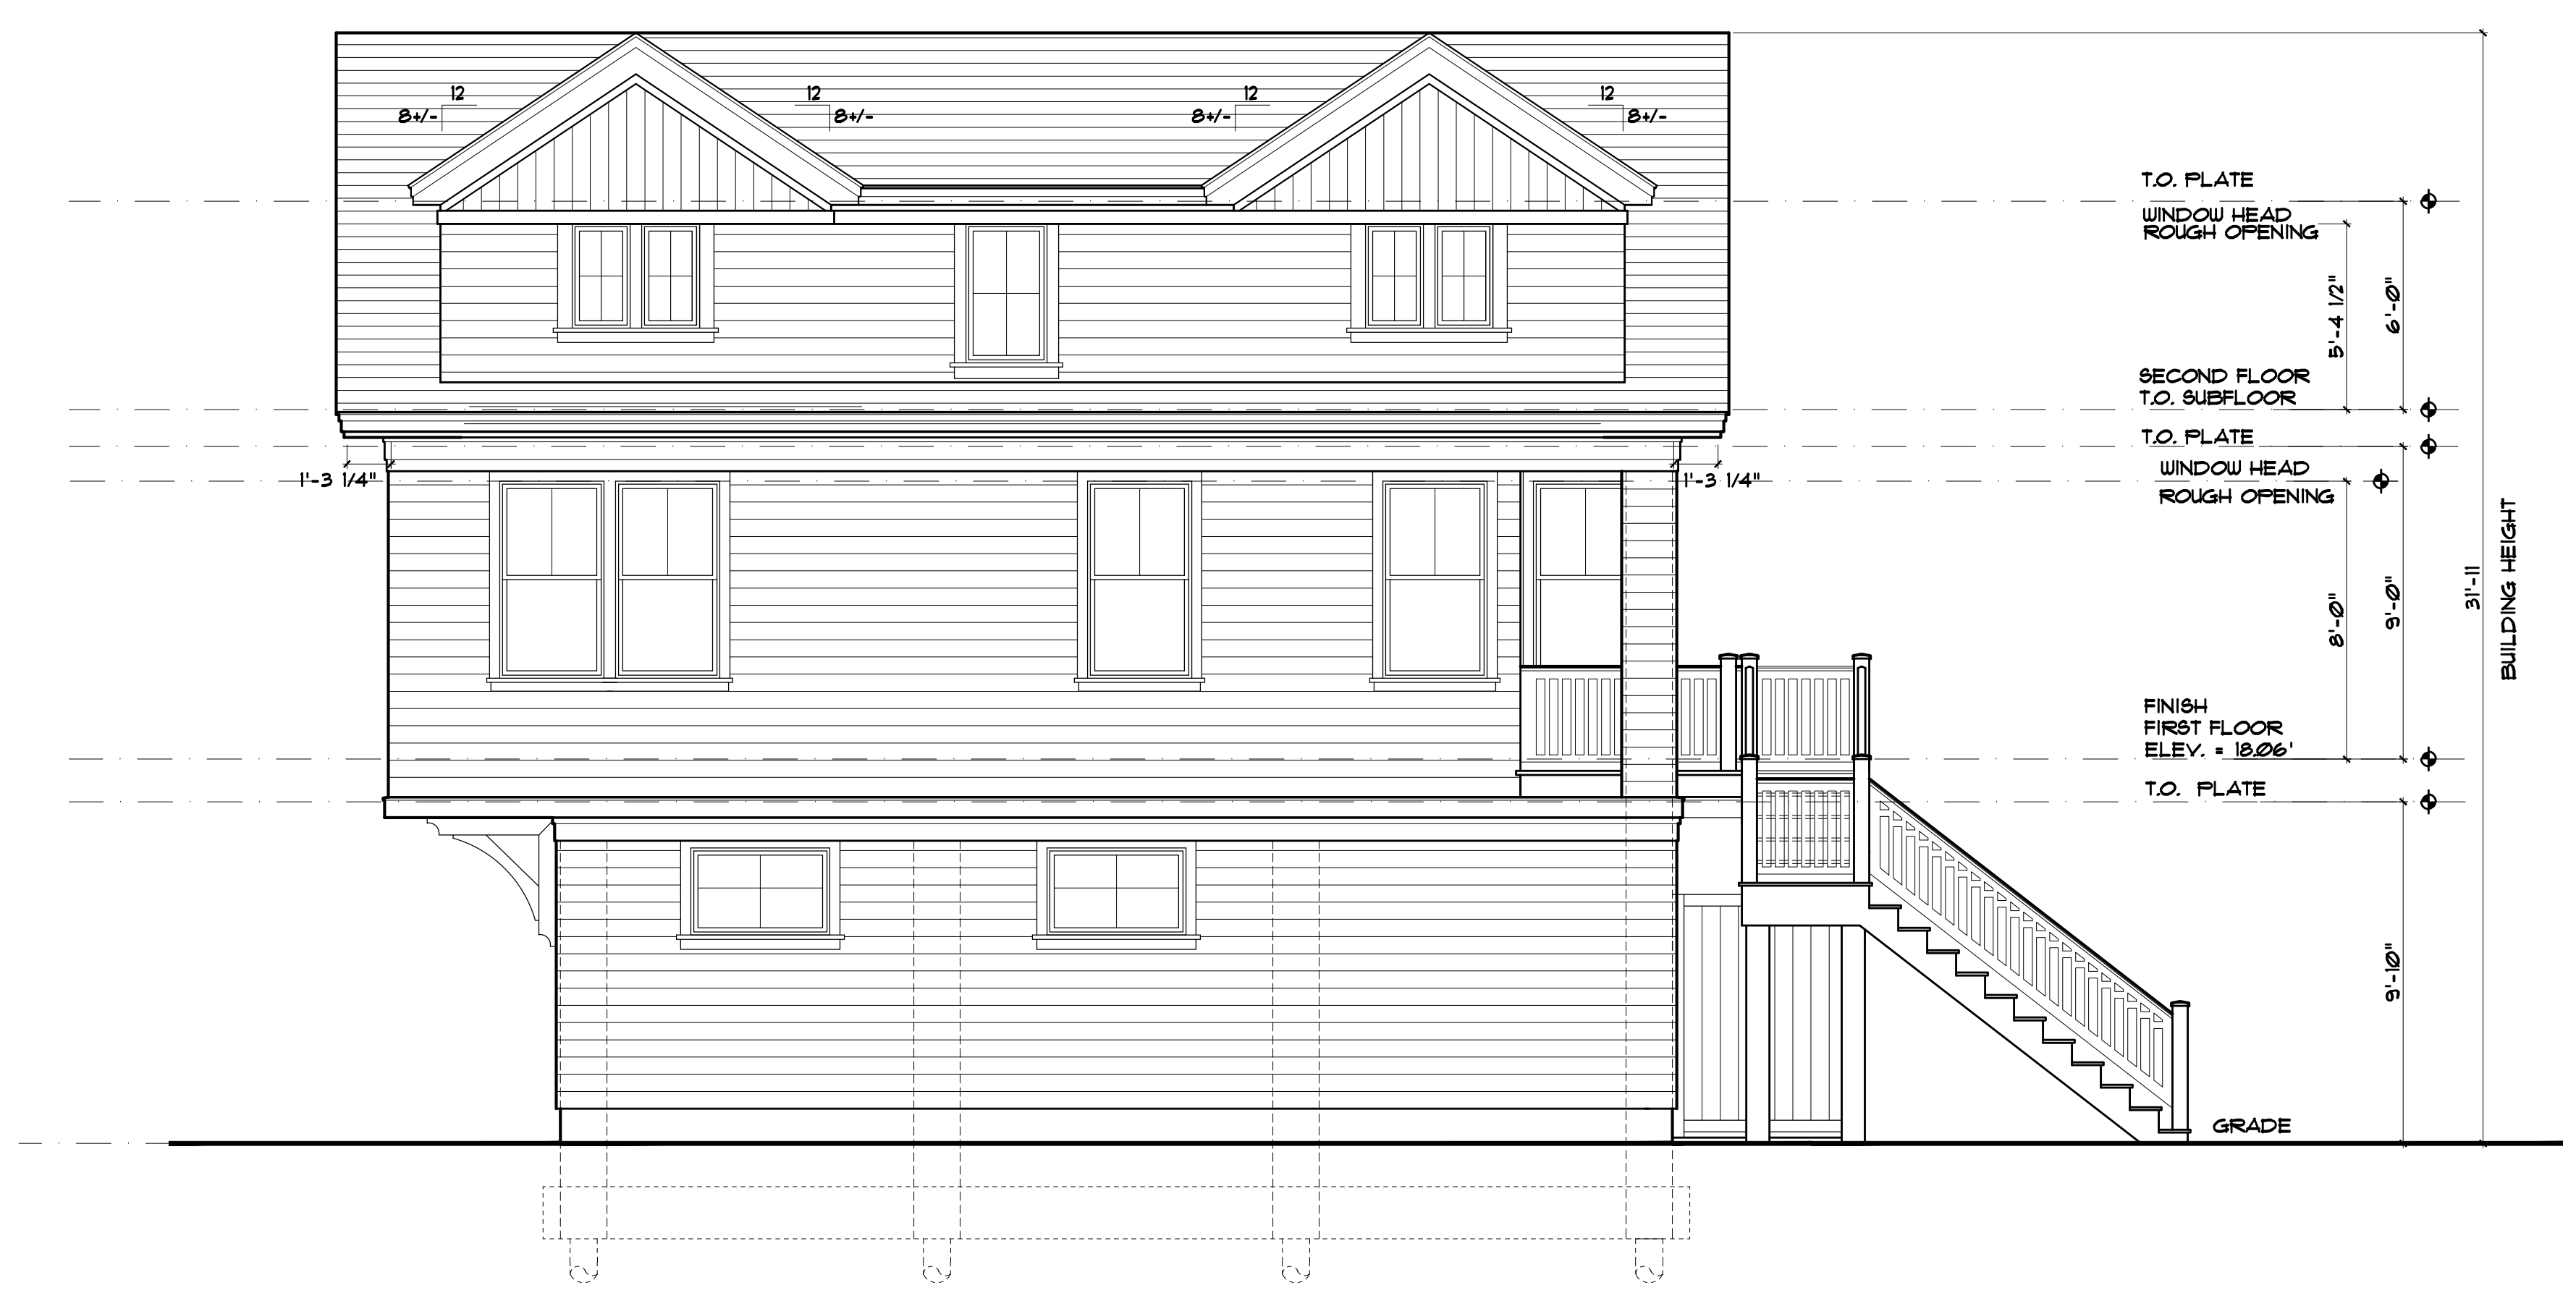 12
8+/-
12
8+/-
12
8+/-
12
8+/-
T.O. PLATE
WINDOW HEAD
ROUGH OPENING
5'-4 1/2"
6'-0"
SECOND FLOOR
T.O. SUBFLOOR
T.O. PLATE
1'-3 1/4"
1'-3 1/4"
WINDOW HEAD
ROUGH OPENING
8'-0"
9'-0"
31'-11
BUILDING HEIGHT
FINISH
FIRST FLOOR
ELEV. = 18.06'
T.O. PLATE
9'-10"
GRADE